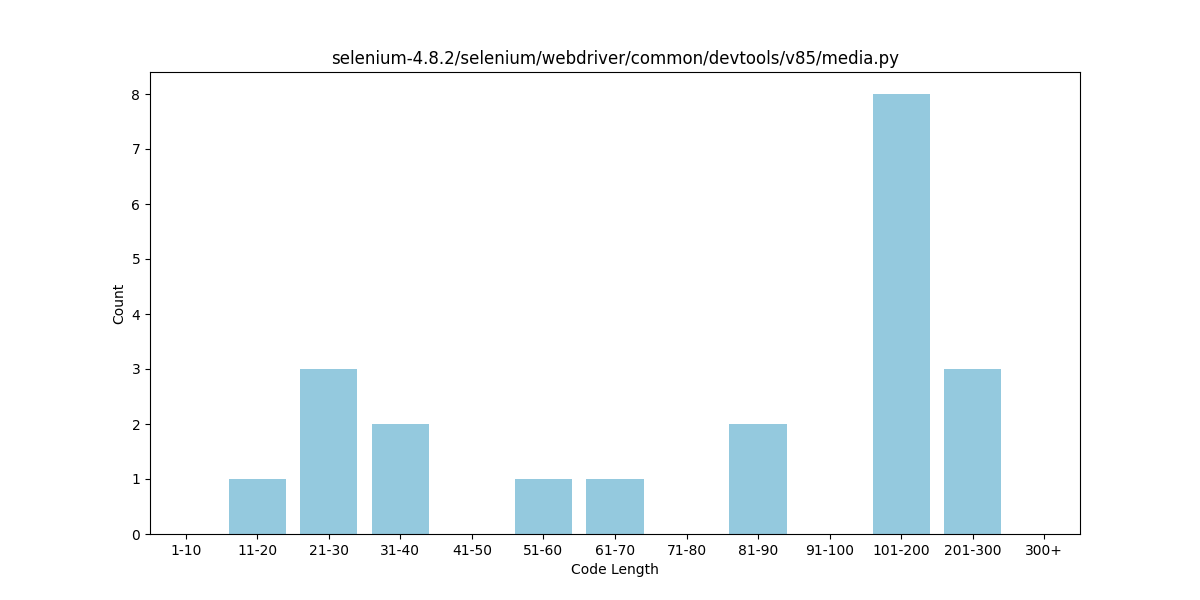 selenium-4.8.2/selenium/webdriver/common/devtools/v85/media.py
8
7
6
5
4
3
2
1
0
Count
1-10 11-20 21-30 31-40 41-50 51-60 61-70 71-80 81-90 91-100 101-200 201-300 300+
Code Length